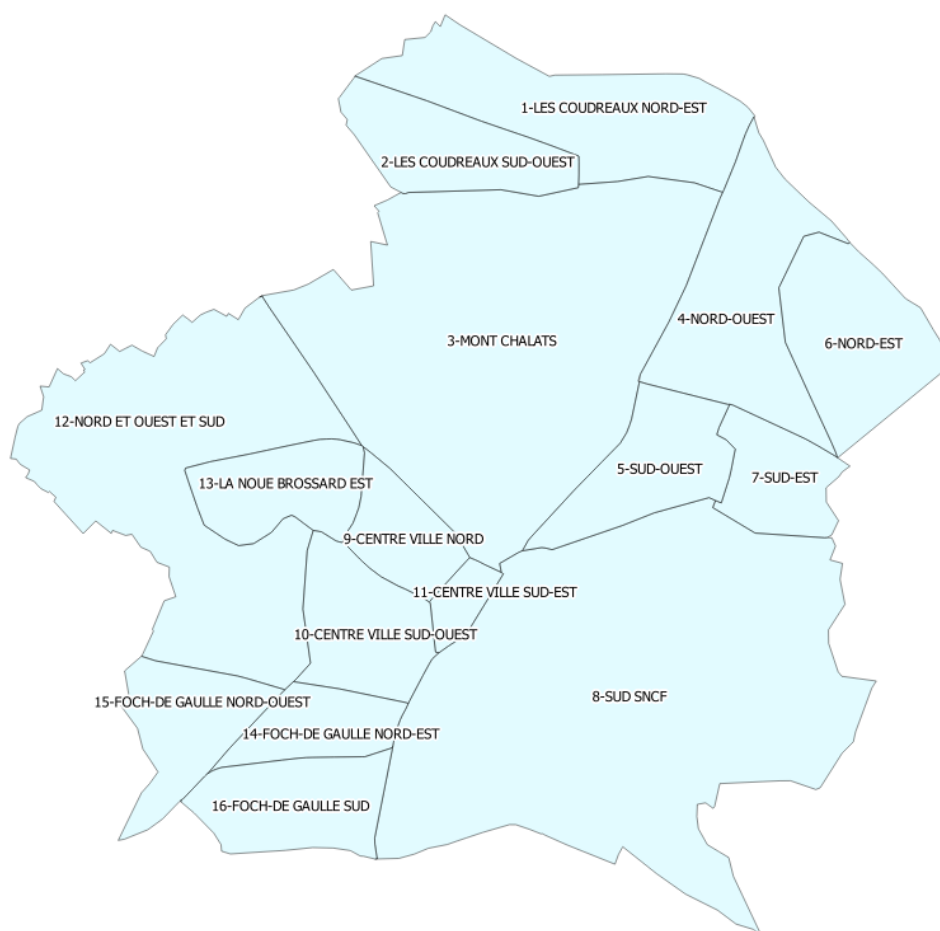 1-LES COUDREAUX NORD-EST
2-LES COUDREAUX SUD-OUEST
4-NORD-OUEST
3-MONT CHALATS
6-NORD-EST
12-NORD ET OUEST ET SUD
5-SUD-OUEST
7-SUD-EST
13-LA NOUE BROSSARD EST
9-CENTRE VILLE NORD
11-CENTRE VILLE SUD-EST
10-CENTRE VILLE SUD-OUEST
8-SUD SNCF
15-FOCH-DE GAULLE NORD-OUEST
14-FOCH-DE GAULLE NORD-EST
16-FOCH-DE GAULLE SUD